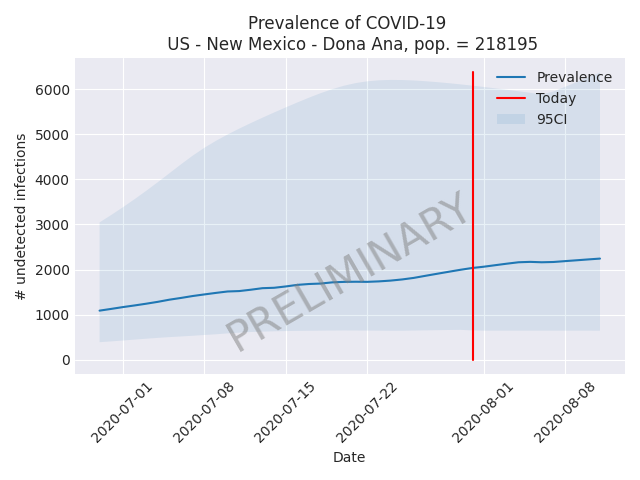 Prevalence of COVID-19
US - New Mexico - Dona Ana, pop. = 218195
Prevalence
Today
95CI
6000
5000
4000
3000
2000
1000
0
# undetected infections
PRELIMINARY
2020-07-01
2020-07-08
2020-07-15
2020-07-22
2020-08-01
2020-08-08
Date